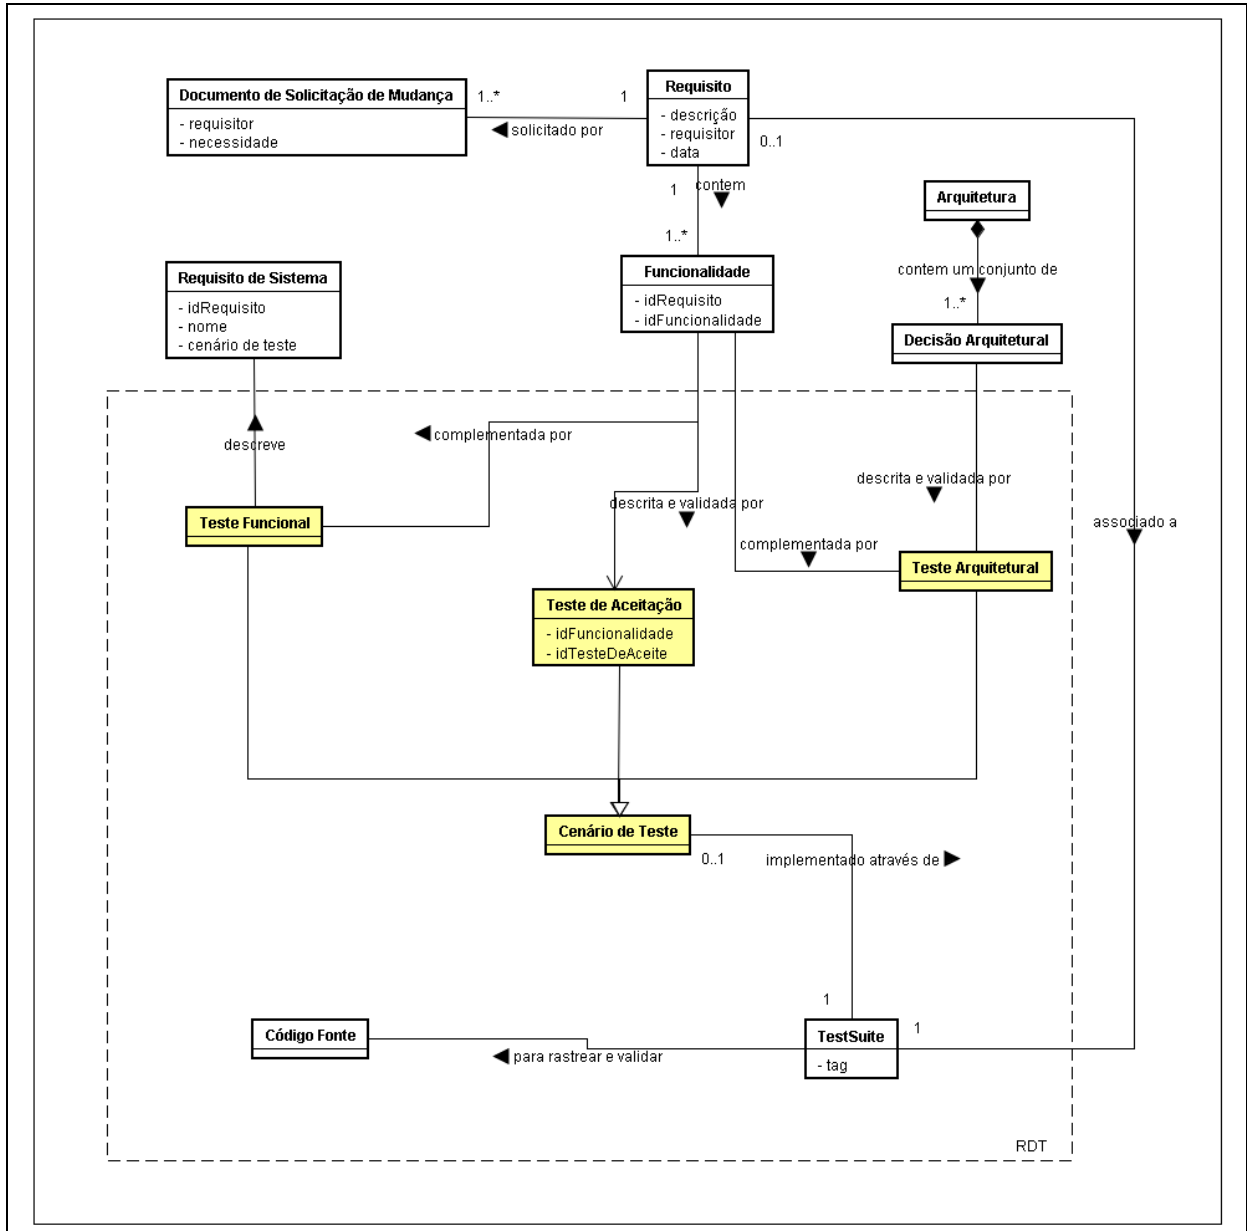 Documento de Solicitação de Mudança
- requisitor
- necessidade
1..*
1
solicitado por
Requisito
- descrição
- requisitor
- data
0..1
1
contem
1..*
Arquitetura
contem um conjunto de
1..*
Requisito de Sistema
- idRequisito
- nome
- cenário de teste
Funcionalidade
- idRequisito
- idFuncionalidade
Decisão Arquitetural
descreve
complementada por
descrita e validada por
descrita e validada por
complementada por
associado a
Teste Funcional
Teste Arquitetural
Teste de Aceitação
- idFuncionalidade
- idTesteDeAceite
Cenário de Teste
0..1
implementado através de
1
Código Fonte
para rastrear e validar
TestSuite
- tag
1
RDT